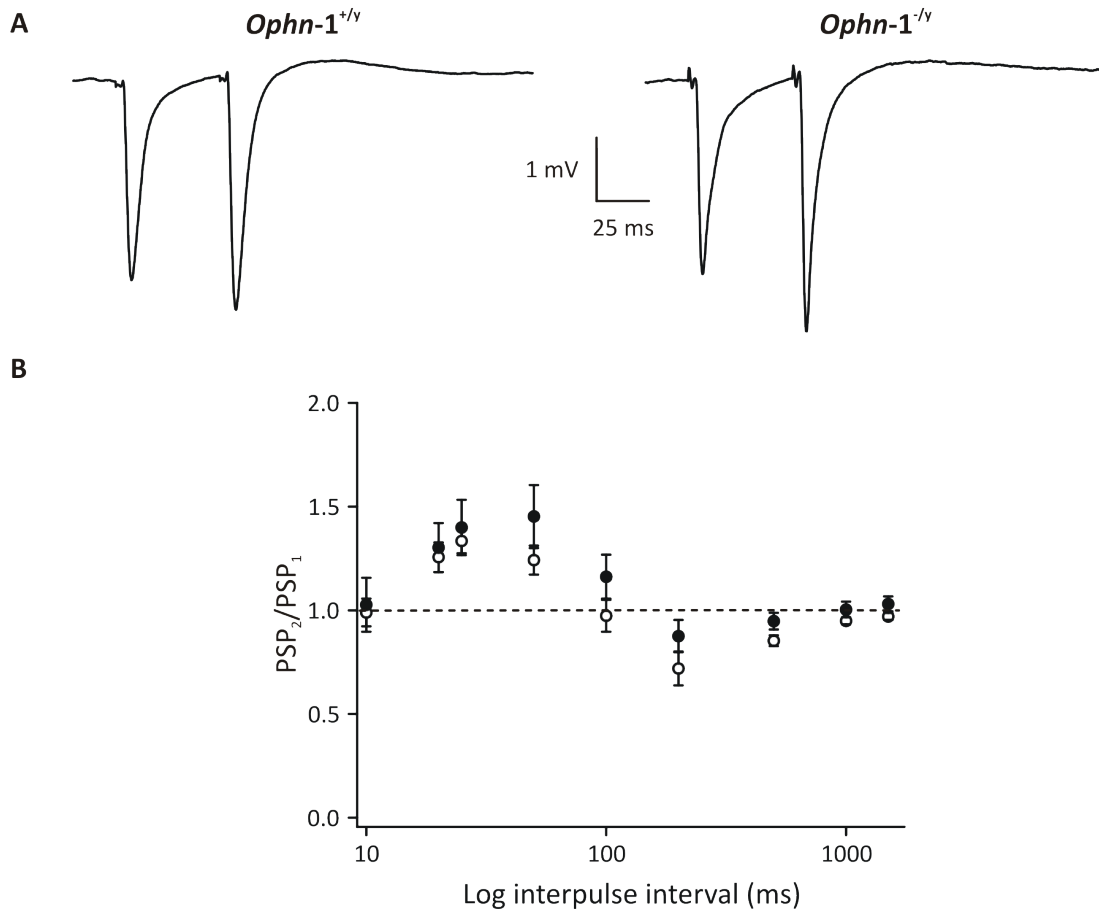 A
Ophn-1+/y
Ophn-1-/y
1 mV
25 ms
B
2.0
1.5
1.0
0.5
0.0
PSP2/PSP1
10
100
1000
Log interpulse interval (ms)